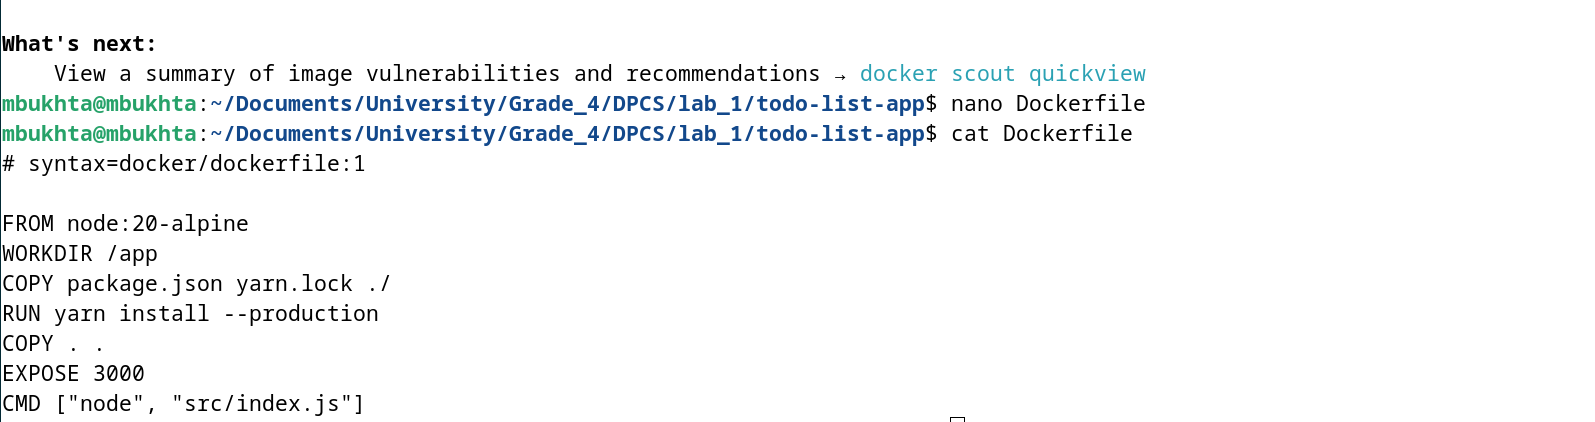 What's next:
    View a summary of image vulnerabilities and recommendations → docker scout quickview
mbukhta@mbukhta:~/Documents/University/Grade_4/DPCS/lab_1/todo-list-app$ nano Dockerfile
mbukhta@mbukhta:~/Documents/University/Grade_4/DPCS/lab_1/todo-list-app$ cat Dockerfile
# syntax=docker/dockerfile:1

FROM node:20-alpine
WORKDIR /app
COPY package.json yarn.lock ./
RUN yarn install --production
COPY . .
EXPOSE 3000
CMD ["node", "src/index.js"]